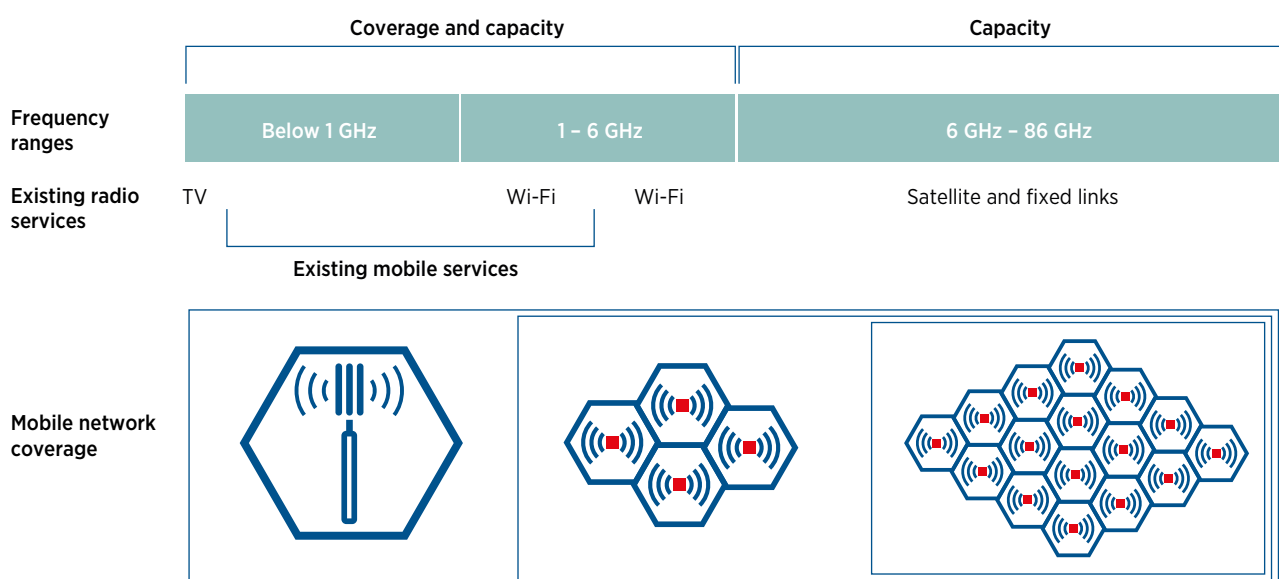 Coverage and capacity
Capacity
Frequency
ranges
Below 1 GHz
1 – 6 GHz
6 GHz – 86 GHz
Existing radio
services
TV
Wi-Fi
Wi-Fi
Satellite and fixed links
Existing mobile services
Mobile network
coverage